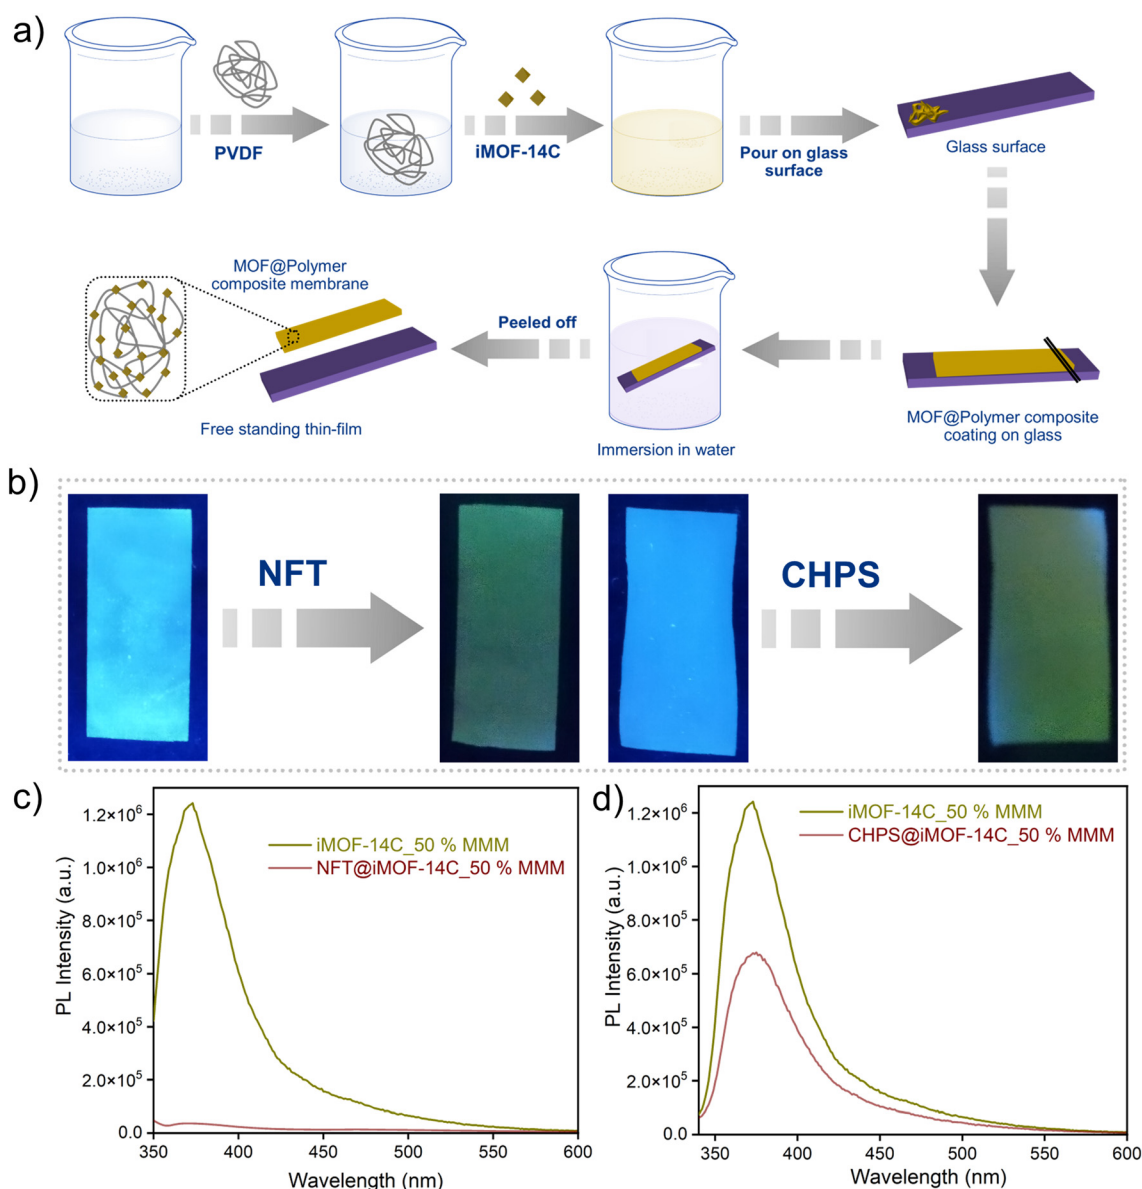 a)
PVDF
iMOF-14C
Pour on glass
surface
Glass surface
MOF@Polymer
composite membrane
Peeled off
Free standing thin-film
Immersion in water
MOF@Polymer composite
coating on glass
b)
NFT
CHPS
c)
1.2×10⁶
1.0×10⁶
8.0×10⁵
6.0×10⁵
4.0×10⁵
2.0×10⁵
0.0
PL Intensity (a.u.)
iMOF-14C_50 % MMM
NFT@iMOF-14C_50 % MMM
350 400 450 500 550 600
Wavelength (nm)
d)
1.2×10⁶
1.0×10⁶
8.0×10⁵
6.0×10⁵
4.0×10⁵
2.0×10⁵
0.0
PL Intensity (a.u.)
iMOF-14C_50 % MMM
CHPS@iMOF-14C_50 % MMM
350 400 450 500 550 600
Wavelength (nm)